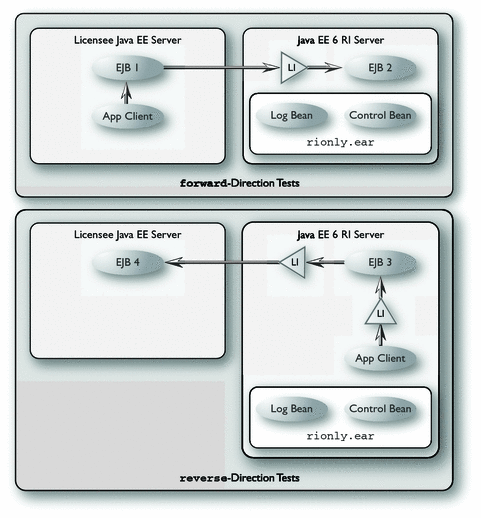 Licensee Java EE Server
Java EE 6 RI Server
EJB 1
LI
EJB 2
App Client
Log Bean
Control Bean
rionly.ear
forward-Direction Tests
Licensee Java EE Server
Java EE 6 RI Server
EJB 4
LI
EJB 3
LI
App Client
Log Bean
Control Bean
rionly.ear
reverse-Direction Tests